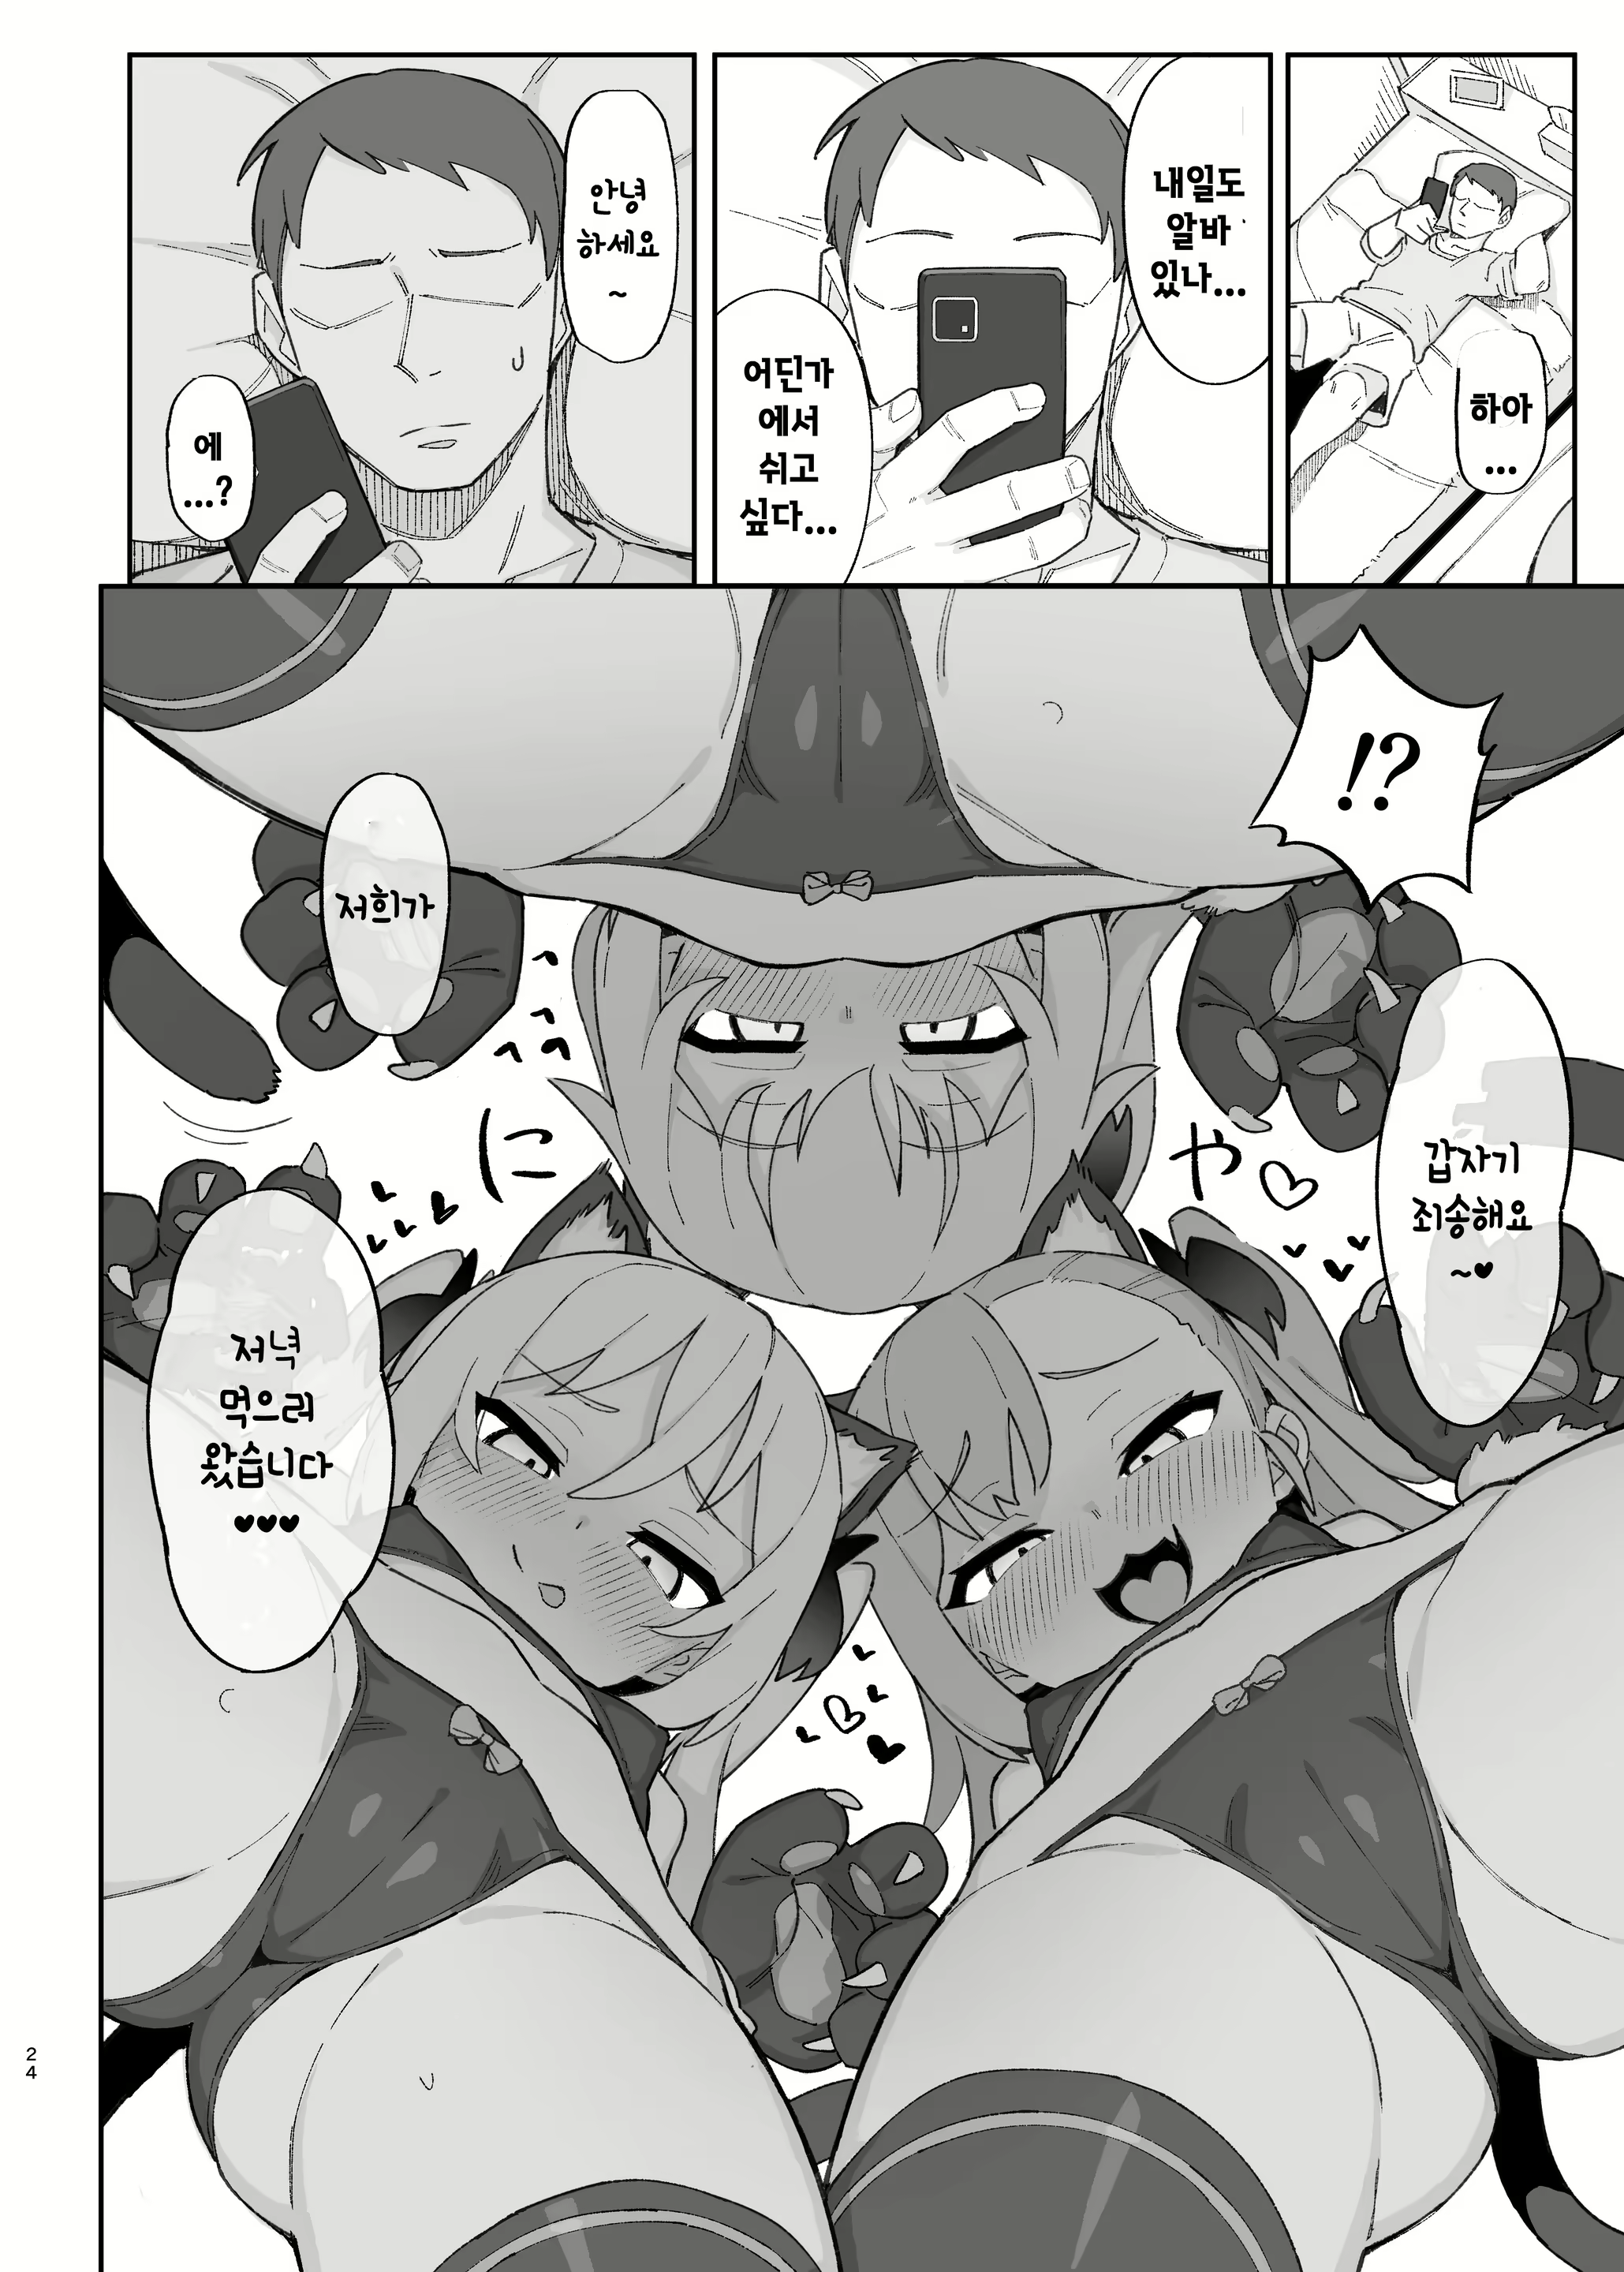 하아
...
내일도
알바
있나...
어딘가
에서
쉬고
싶다...
안녕
하세요
~
에
...?
!?
갑자기
죄송해요
~♥
저희가
저녁
먹으러
왔습니다
♥♥♥
に
や♡
24